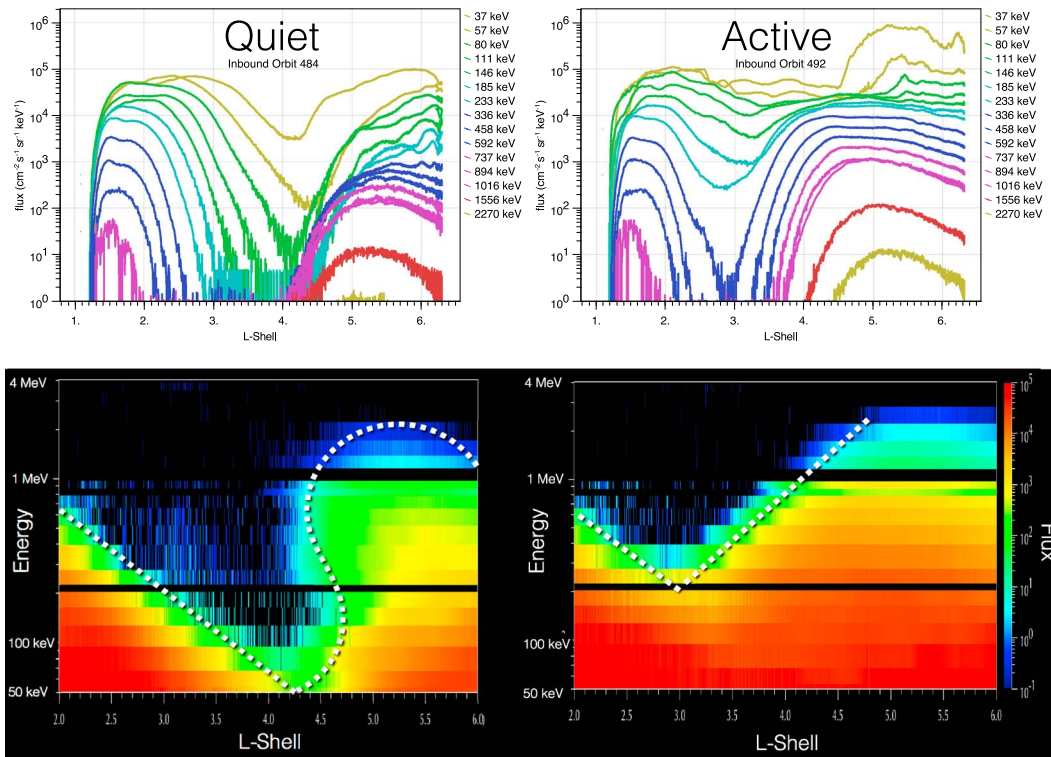 Quiet
Inbound Orbit 484
10⁶
10⁵
10⁴
10³
10²
10¹
10⁰
flux (cm⁻² s⁻¹ sr⁻¹ keV⁻¹)
1. 2. 3. 4. 5. 6.
L-Shell
37 keV
57 keV
80 keV
111 keV
146 keV
185 keV
233 keV
336 keV
458 keV
592 keV
737 keV
894 keV
1016 keV
1556 keV
2270 keV
Active
Inbound Orbit 492
10⁶
10⁵
10⁴
10³
10²
10¹
10⁰
flux (cm⁻² s⁻¹ sr⁻¹ keV⁻¹)
1. 2. 3. 4. 5. 6.
L-Shell
37 keV
57 keV
80 keV
111 keV
146 keV
185 keV
233 keV
336 keV
458 keV
592 keV
737 keV
894 keV
1016 keV
1556 keV
2270 keV
4 MeV
1 MeV
Energy
100 keV
50 keV
2.0 2.5 3.0 3.5 4.0 4.5 5.0 5.5 6.0
L-Shell
4 MeV
1 MeV
Energy
100 keV
50 keV
2.0 2.5 3.0 3.5 4.0 4.5 5.0 5.5 6.0
L-Shell
10⁵
10⁴
10³
10²
10¹
10⁰
10⁻¹
Flux